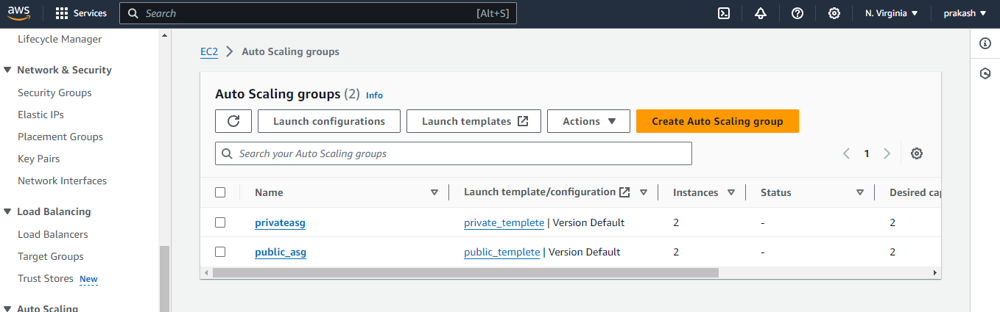 aws Services Search [Alt+S] N. Virginia prakash
Lifecycle Manager
Network & Security
Security Groups
Elastic IPs
Placement Groups
Key Pairs
Network Interfaces
Load Balancing
Load Balancers
Target Groups
Trust Stores New
Auto Scaling
EC2 Auto Scaling groups
Auto Scaling groups (2) Info
Launch configurations Launch templates Actions Create Auto Scaling group
Search your Auto Scaling groups 1
Name Launch template/configuration Instances Status Desired cap
privateasg private_templete | Version Default 2 - 2
public_asg public_templete | Version Default 2 - 2